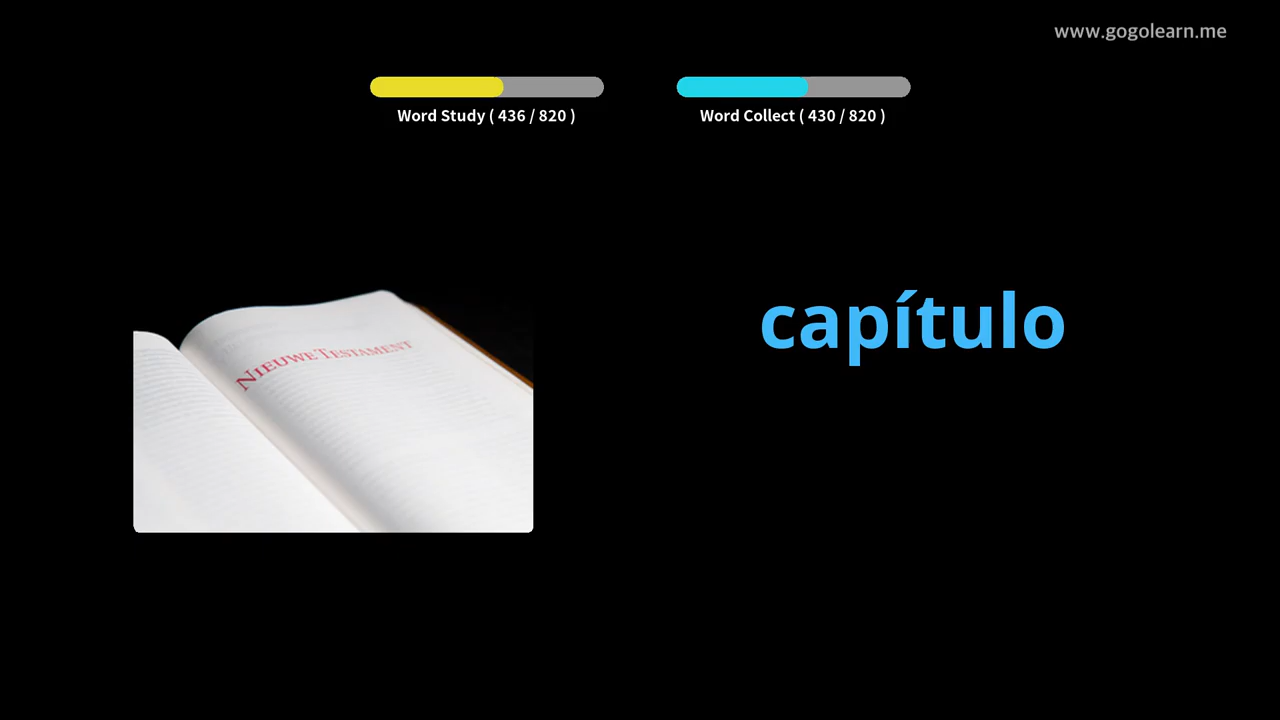 www.gogolearn.me
Word Study ( 436 / 820 )
Word Collect ( 430 / 820 )
NIEUWE TESTAMENT
capítulo